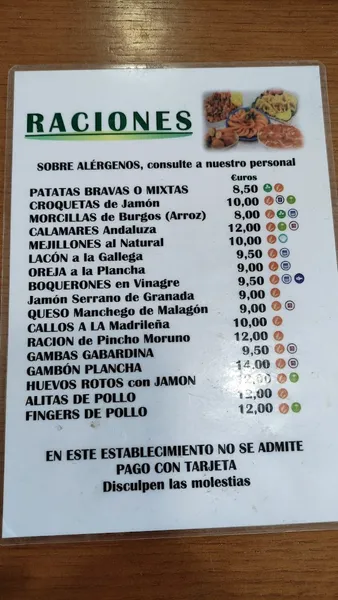 RACIONES
SOBRE ALÉRGENOS, consulte a nuestro personal
€uros
PATATAS BRAVAS O MIXTAS 8,50
CROQUETAS de Jamón 10,00
MORCILLAS de Burgos (Arroz) 8,00
CALAMARES Andaluza 12,00
MEJILLONES al Natural 10,00
LACÓN a la Gallega 9,50
OREJA a la Plancha 9,00
BOQUERONES en Vinagre 9,50
Jamón Serrano de Granada 9,00
QUESO Manchego de Malagón 9,00
CALLOS A LA Madrileña 10,00
RACION de Pincho Moruno 12,00
GAMBAS GABARDINA 9,50
GAMBÓN PLANCHA 14,00
HUEVOS ROTOS con JAMON 12,00
ALITAS DE POLLO 12,00
FINGERS DE POLLO 12,00
EN ESTE ESTABLECIMIENTO NO SE ADMITE
PAGO CON TARJETA
Disculpen las molestias